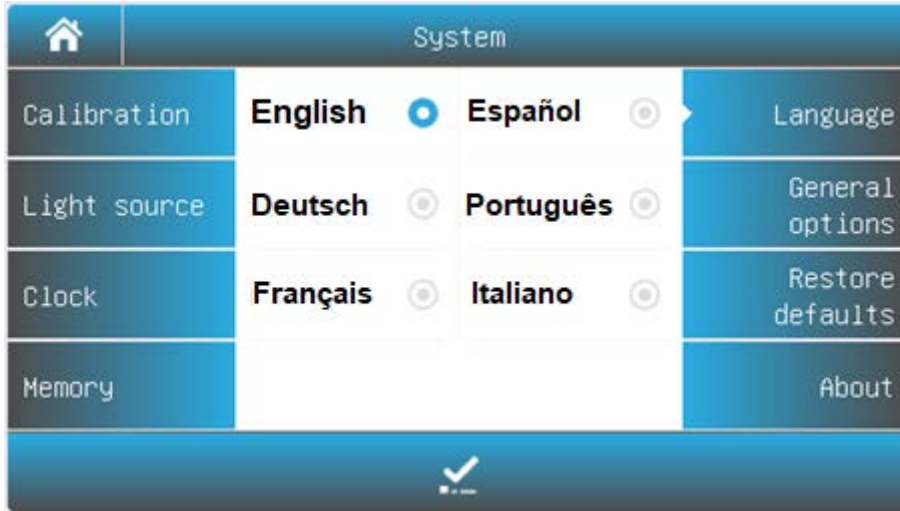 System
Calibration
English
Español
Language
Light source
Deutsch
Português
General
options
Clock
Français
Italiano
Restore
defaults
Memory
About